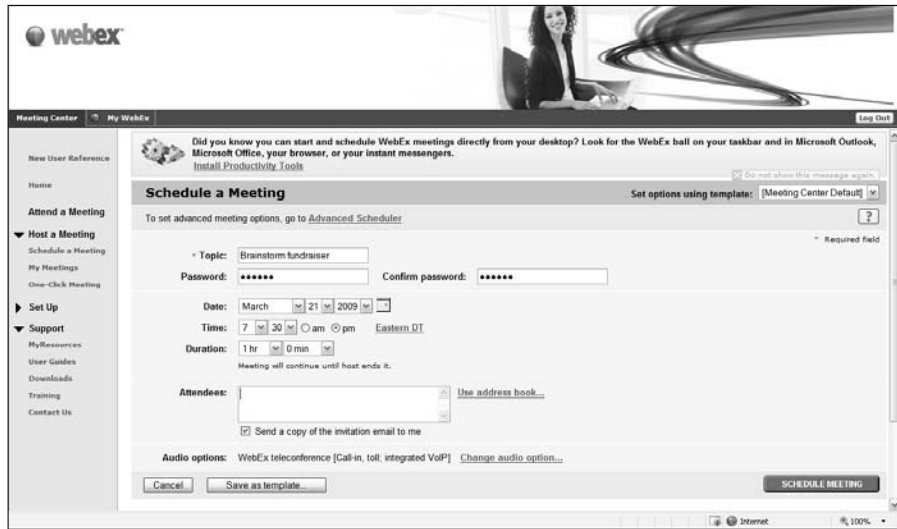 webex
Meeting Center My WebEx Log Out
Did you know you can start and schedule WebEx meetings directly from your desktop? Look for the WebEx ball on your taskbar and in Microsoft Outlook,
Microsoft Office, your browser, or your instant messengers.
Install Productivity Tools
Do not show this message again.
New User Reference
Home
Attend a Meeting
Host a Meeting
Schedule a Meeting
My Meetings
One-Click Meeting
Set Up
Support
MyResources
User Guides
Downloads
Training
Contact Us
Schedule a Meeting
Set options using template: [Meeting Center Default]
To set advanced meeting options, go to Advanced Scheduler ?
* Required field
* Topic: Brainstorm fundraiser
Password: •••••• Confirm password: ••••••
Date: March 21 2009
Time: 7 30 am pm Eastern DT
Duration: 1 hr 0 min
Meeting will continue until host ends it.
Attendees: Use address book...
Send a copy of the invitation email to me
Audio options: WebEx teleconference [Call-in, toll; integrated VoIP] Change audio option...
Cancel Save as template... SCHEDULE MEETING
Internet 100%